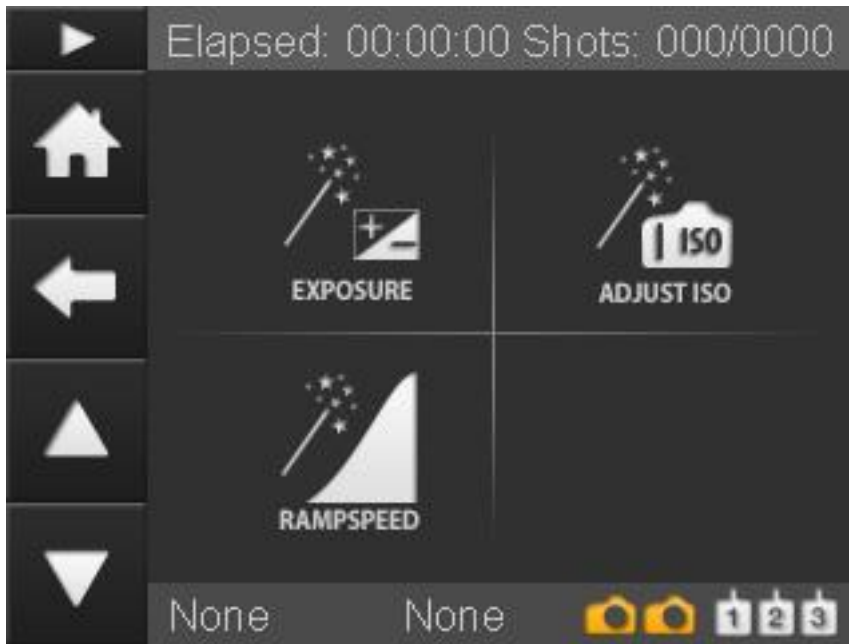 Elapsed: 00:00:00 Shots: 000/0000
EXPOSURE
ISO
ADJUST ISO
RAMPSPEED
None None 1 2 3